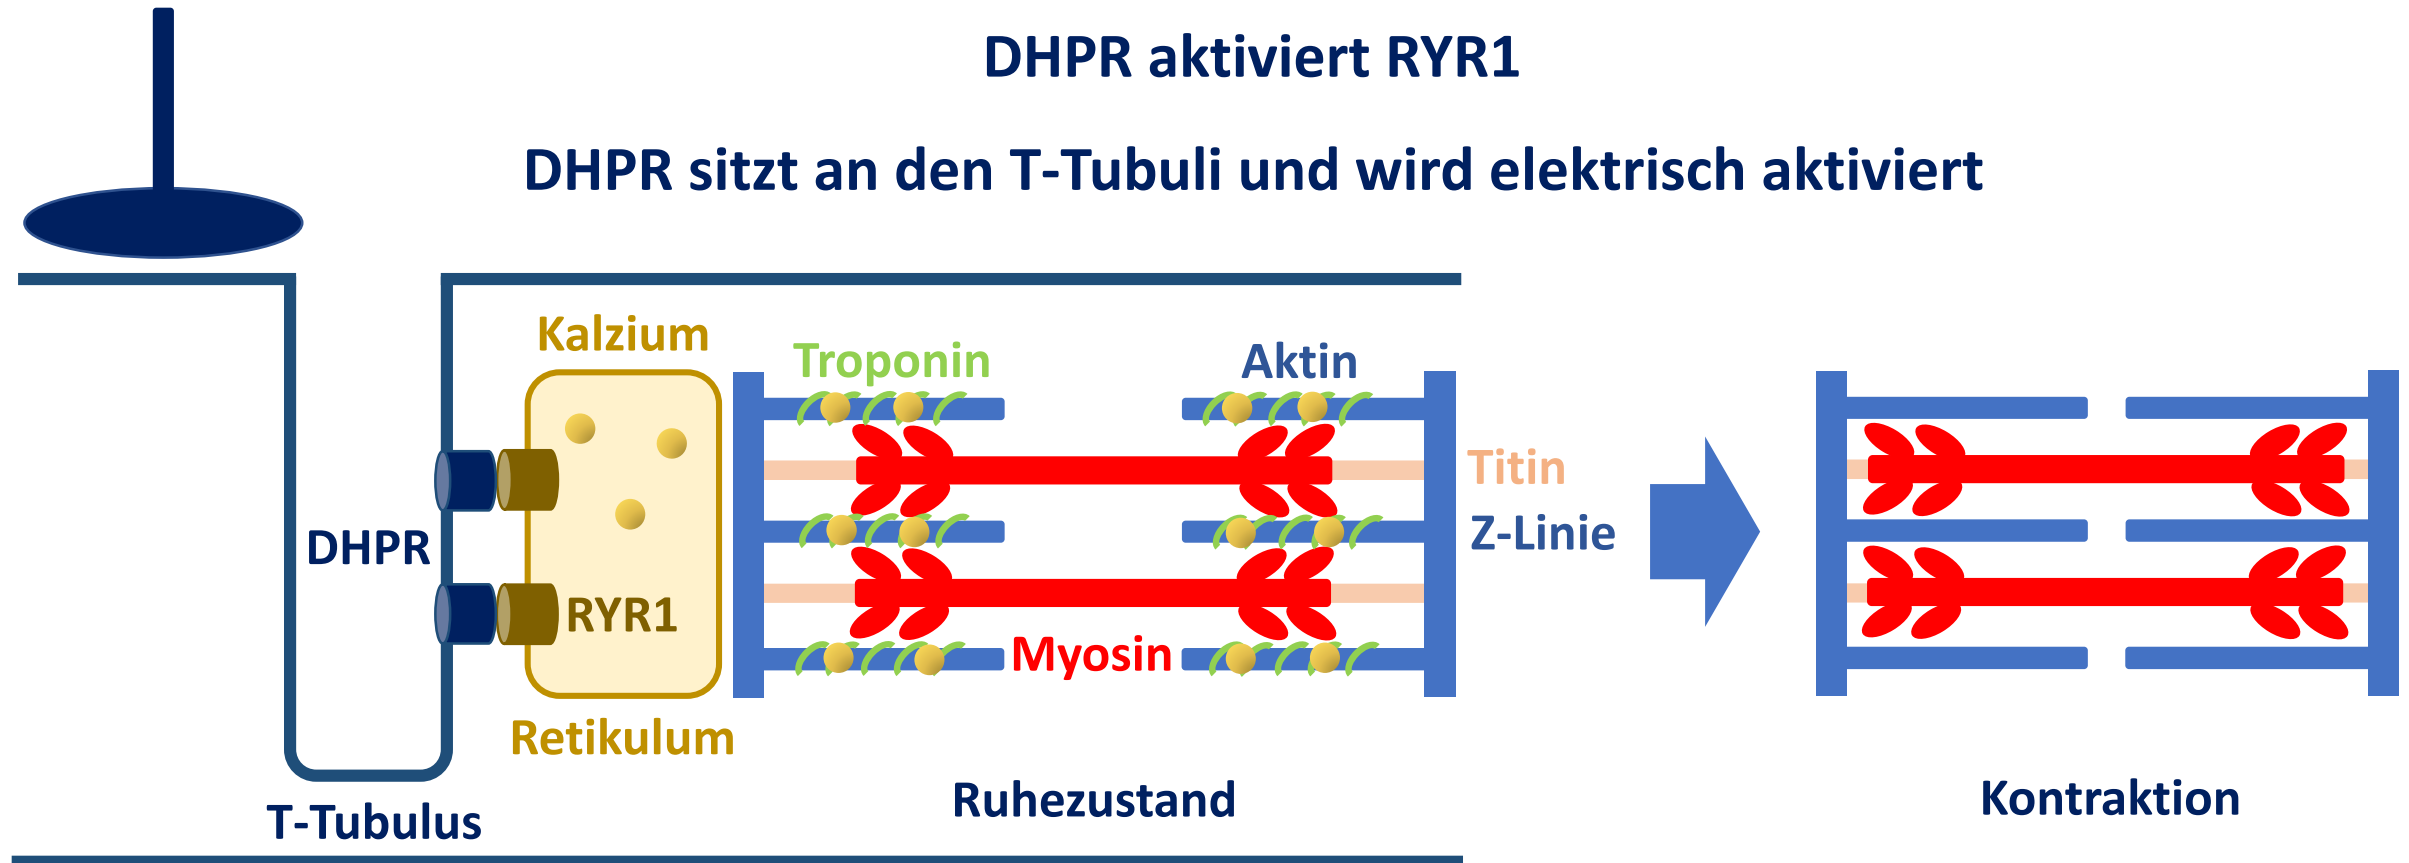 DHPR aktiviert RYR1
DHPR sitzt an den T-Tubuli und wird elektrisch aktiviert
Kalzium
Troponin
Aktin
Titin
Z-Linie
DHPR
RYR1
Myosin
Retikulum
T-Tubulus
Ruhezustand
Kontraktion